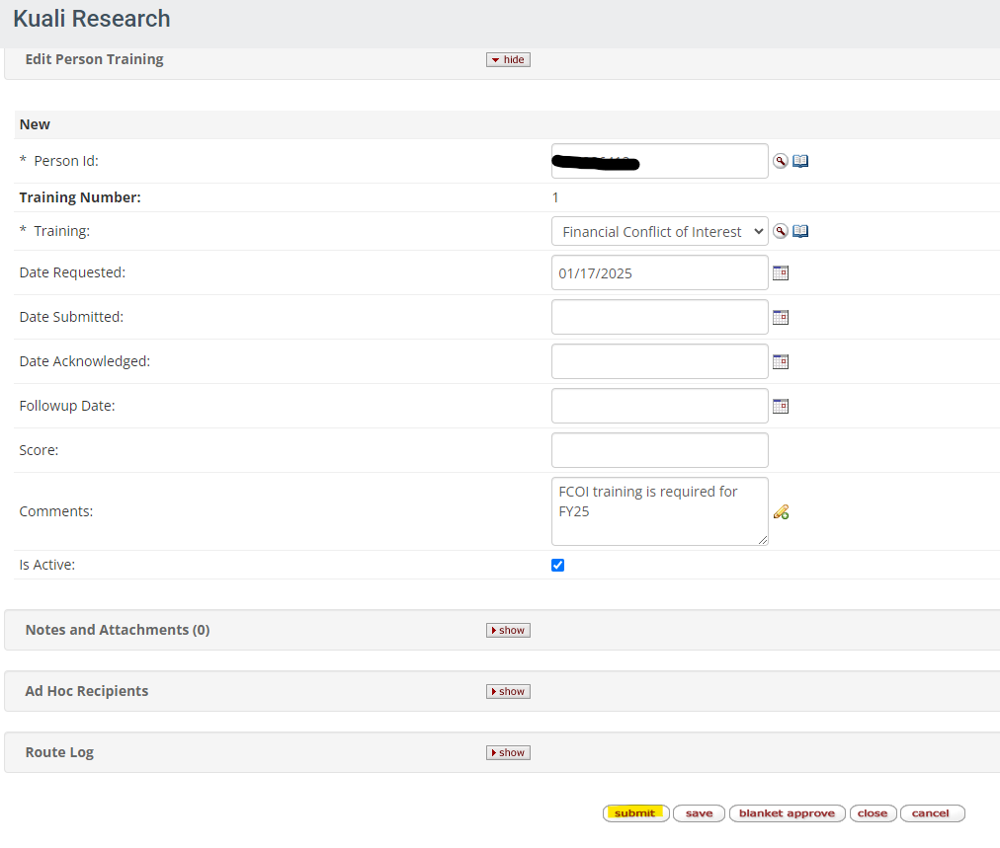 Kuali Research
Edit Person Training
hide
New
* Person Id:
Training Number: 1
* Training: Financial Conflict of Interest
Date Requested: 01/17/2025
Date Submitted:
Date Acknowledged:
Followup Date:
Score:
Comments: FCOI training is required for
FY25
Is Active:
Notes and Attachments (0) show
Ad Hoc Recipients show
Route Log show
submit save blanket approve close cancel